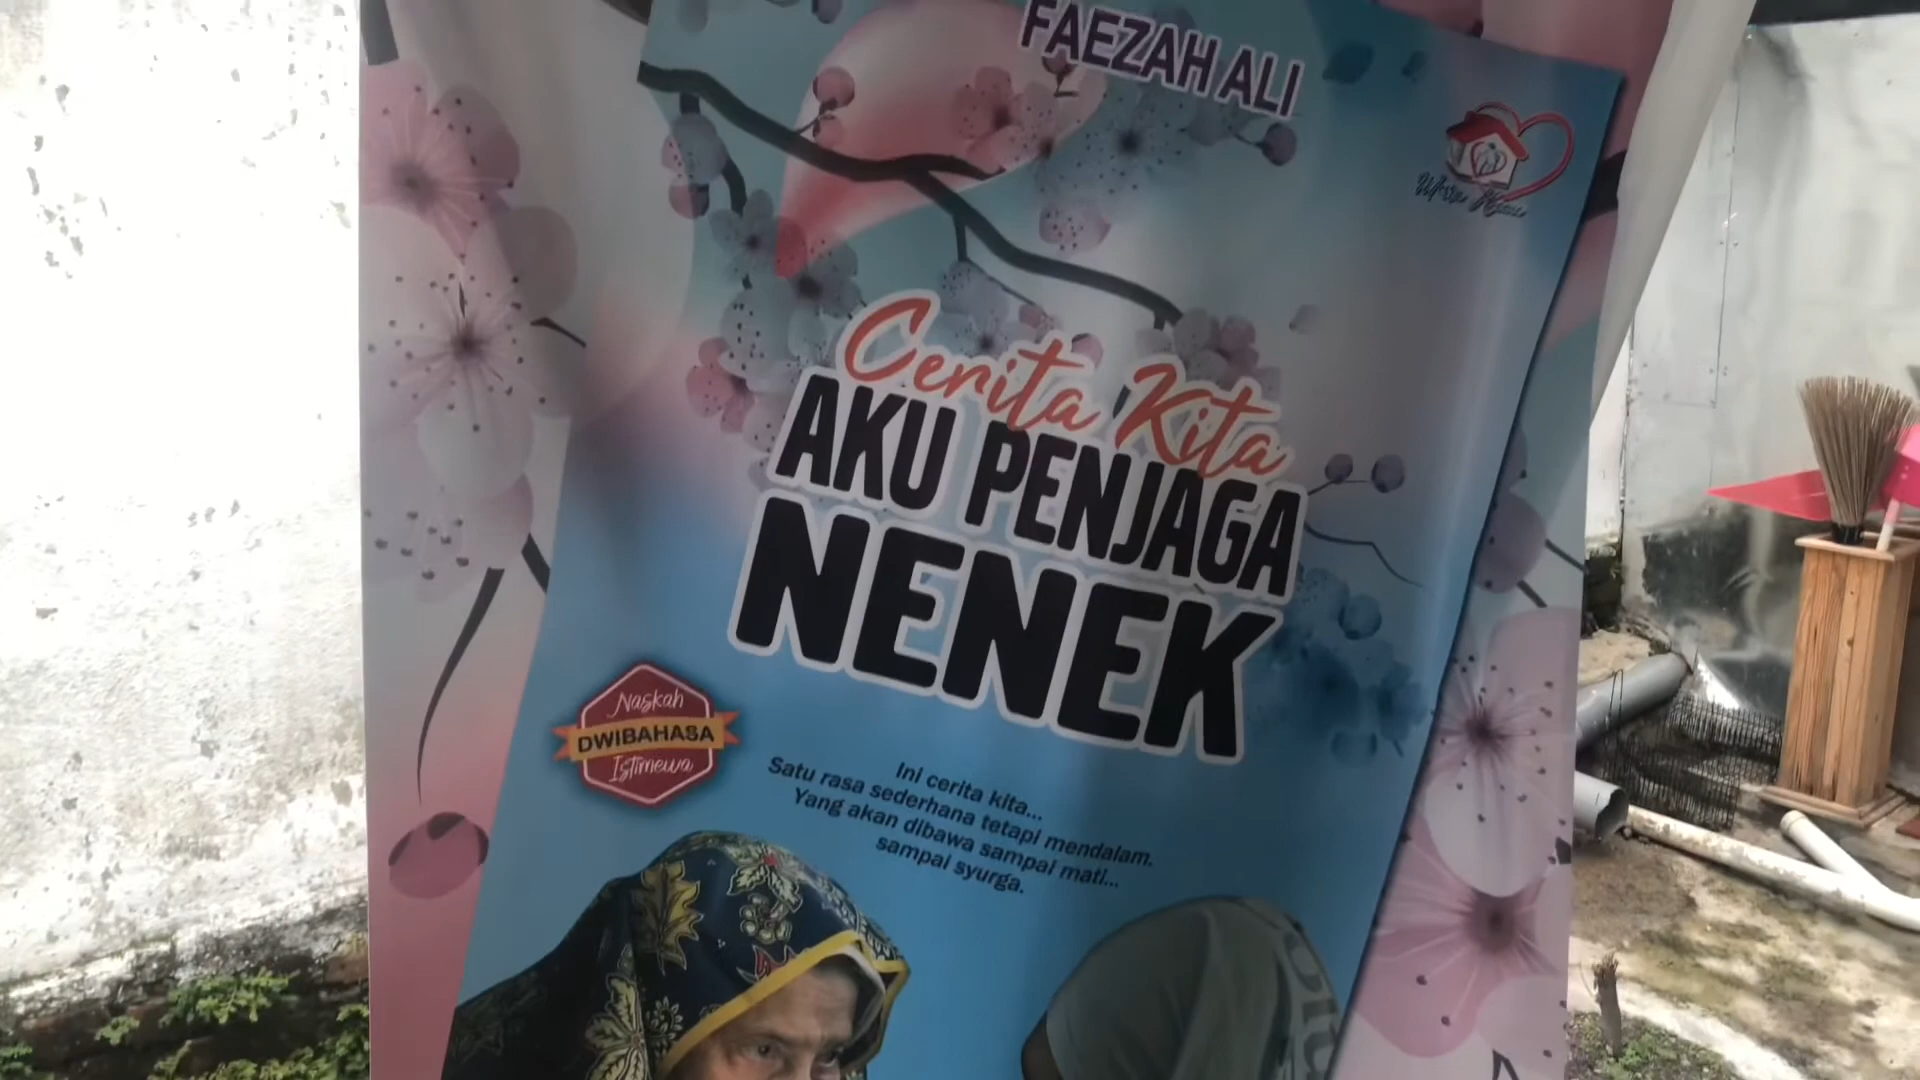 FAEZAH ALI
Cerita Kita
AKU PENJAGA
NENEK
Naskah
DWIBAHASA
Istimewa
Ini cerita kita...
Satu rasa sederhana tetapi mendalam.
Yang akan dibawa sampai mati...
sampai syurga.